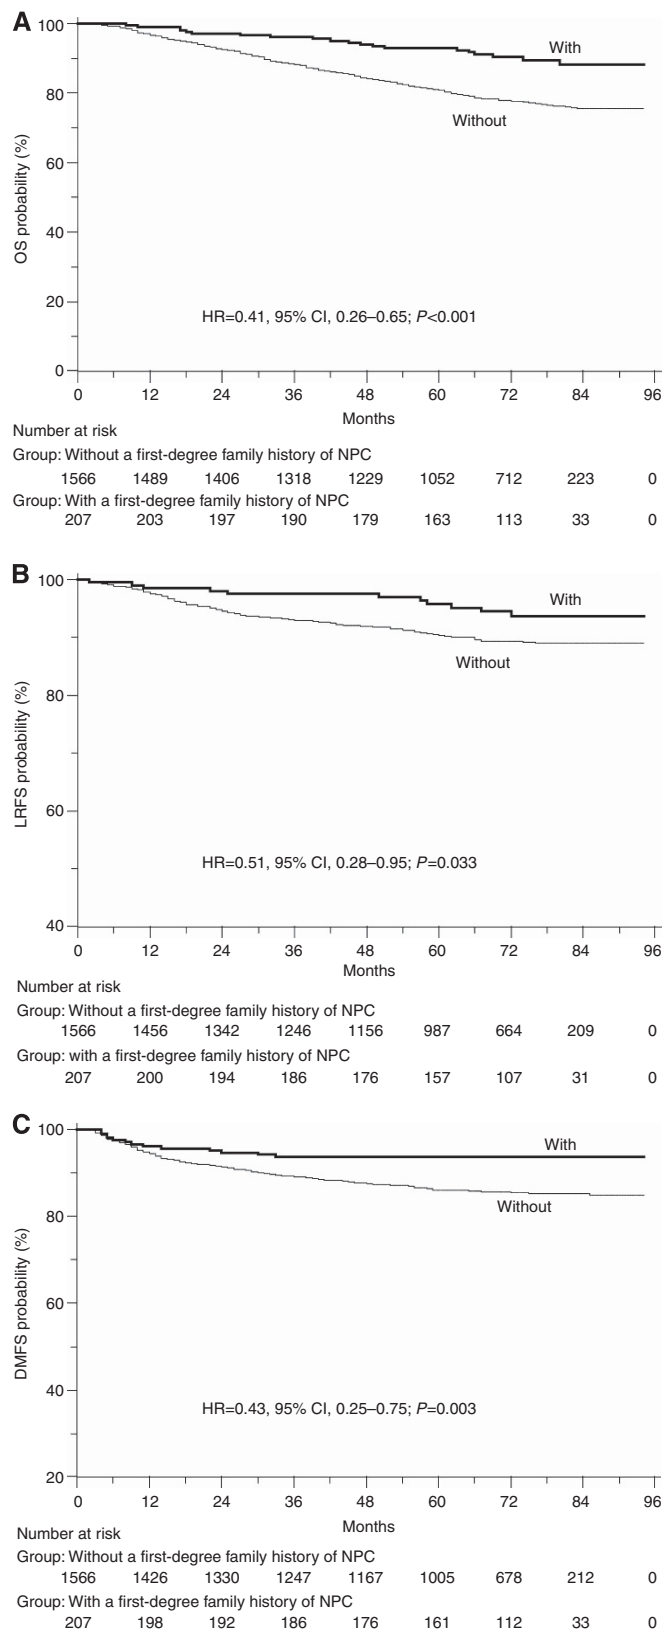 A
100
80
60
40
20
0
OS probability (%)
With
Without
HR=0.41, 95% CI, 0.26–0.65; P<0.001
0 12 24 36 48 60 72 84 96
Months
Number at risk
Group: Without a first-degree family history of NPC
1566 1489 1406 1318 1229 1052 712 223 0
Group: With a first-degree family history of NPC
207 203 197 190 179 163 113 33 0
B
100
80
60
40
LRFS probability (%)
With
Without
HR=0.51, 95% CI, 0.28–0.95; P=0.033
0 12 24 36 48 60 72 84 96
Months
Number at risk
Group: Without a first-degree family history of NPC
1566 1456 1342 1246 1156 987 664 209 0
Group: with a first-degree family history of NPC
207 200 194 186 176 157 107 31 0
C
100
80
60
40
20
DMFS probability (%)
With
Without
HR=0.43, 95% CI, 0.25–0.75; P=0.003
0 12 24 36 48 60 72 84 96
Months
Number at risk
Group: Without a first-degree family history of NPC
1566 1426 1330 1247 1167 1005 678 212 0
Group: With a first-degree family history of NPC
207 198 192 186 176 161 112 33 0